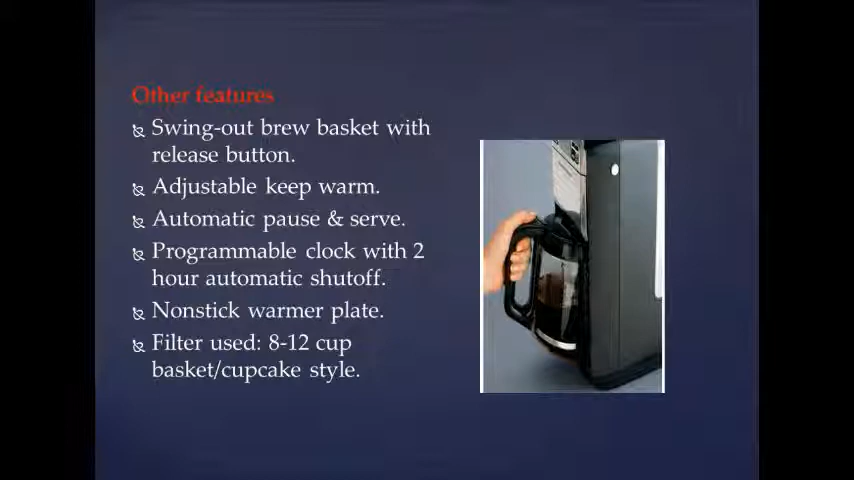 Other features
Swing-out brew basket with
release button.
Adjustable keep warm.
Automatic pause & serve.
Programmable clock with 2
hour automatic shutoff.
Nonstick warmer plate.
Filter used: 8-12 cup
basket/cupcake style.